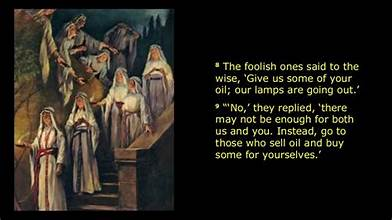 8 The foolish ones said to the
wise, ‘Give us some of your
oil; our lamps are going out.’
9 “‘No,’ they replied, ‘there
may not be enough for both
us and you. Instead, go to
those who sell oil and buy
some for yourselves.’